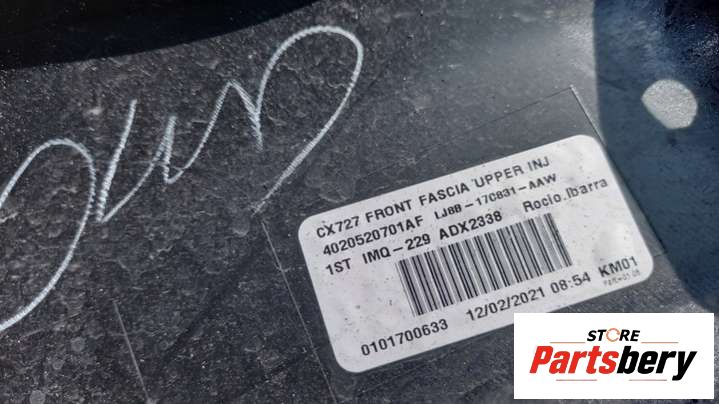 CX727 FRONT FASCIA UPPER INJ
4020520701AF LJ8B-17C831-AAW
1ST IMQ-229 ADX2338 Rocio.Ibarra
0101700633 12/02/2021 08:54 KM01
STORE
Partsbery